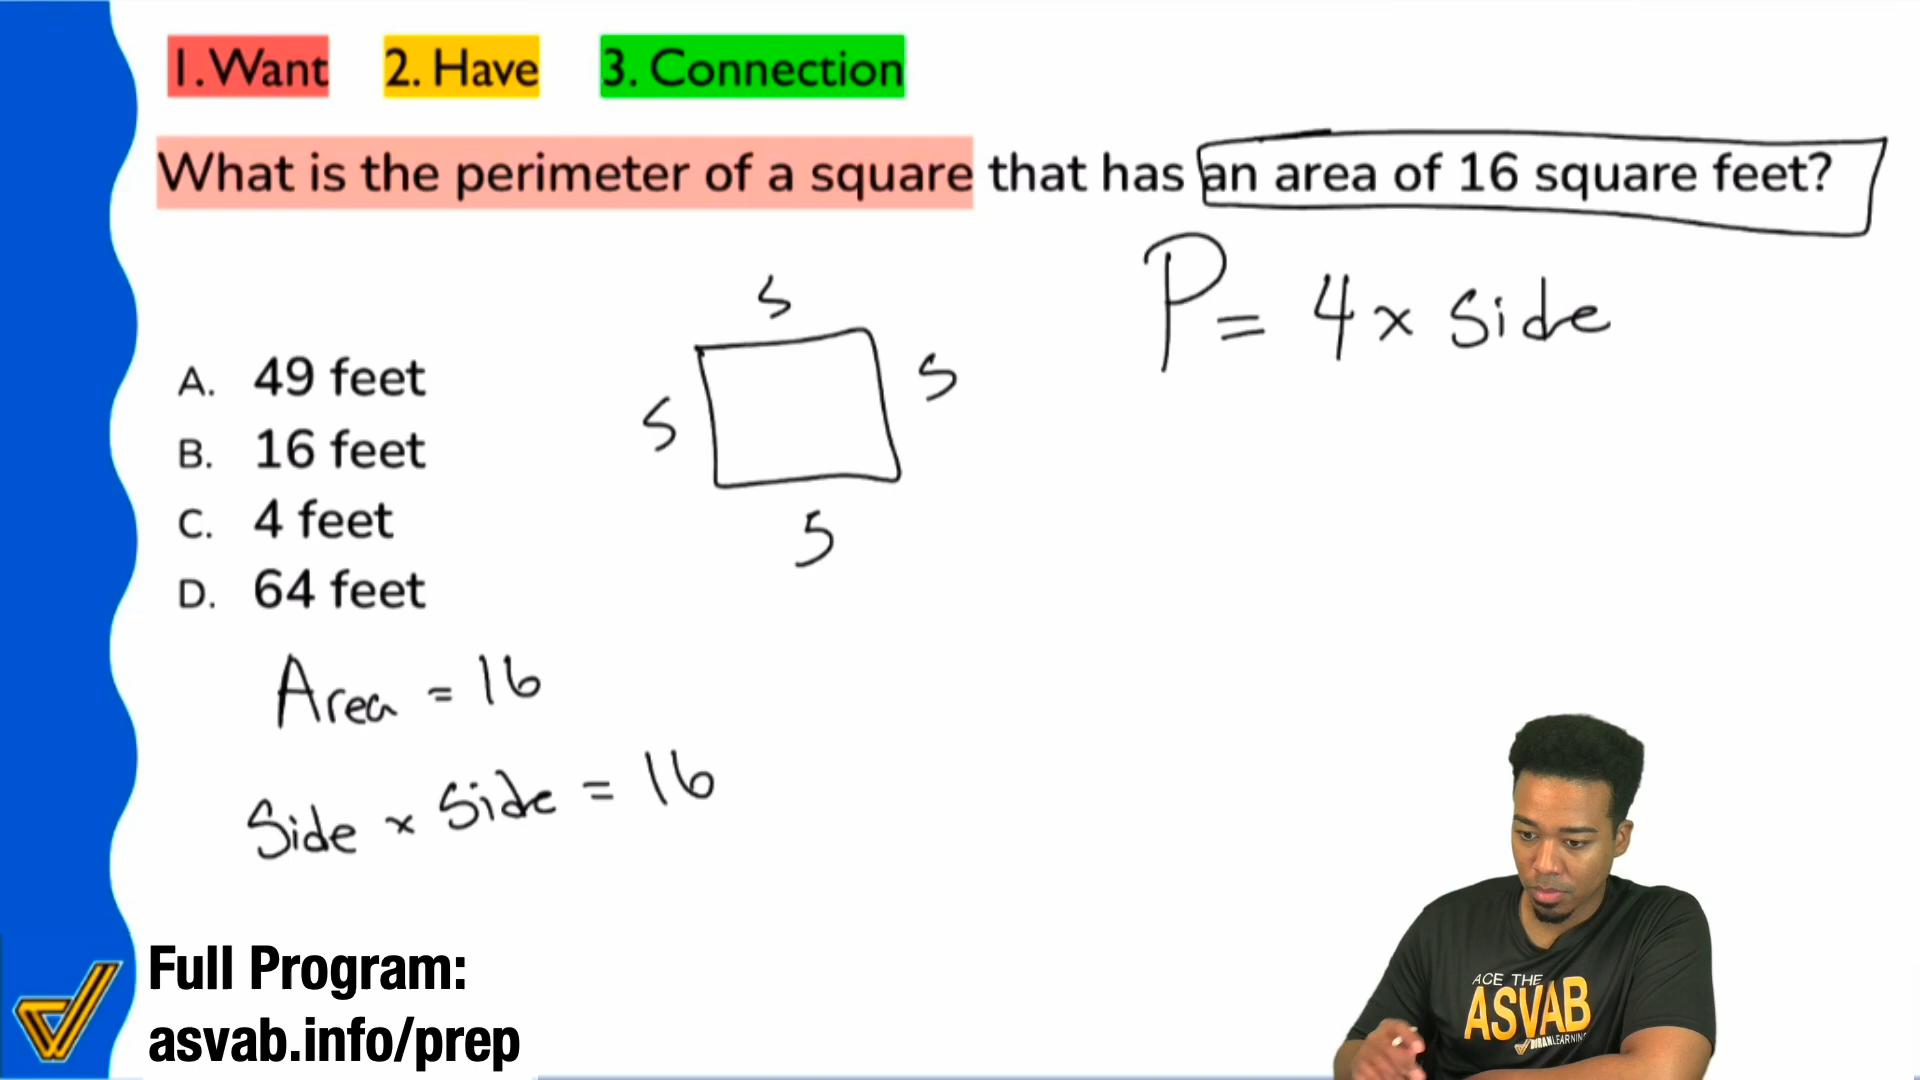 1. Want 2. Have 3. Connection
What is the perimeter of a square that has an area of 16 square feet?
P = 4 x side
S
S
S
S
A. 49 feet
B. 16 feet
C. 4 feet
D. 64 feet
Area = 16
Side x Side = 16
Full Program:
asvab.info/prep
ACE THE
ASVAB